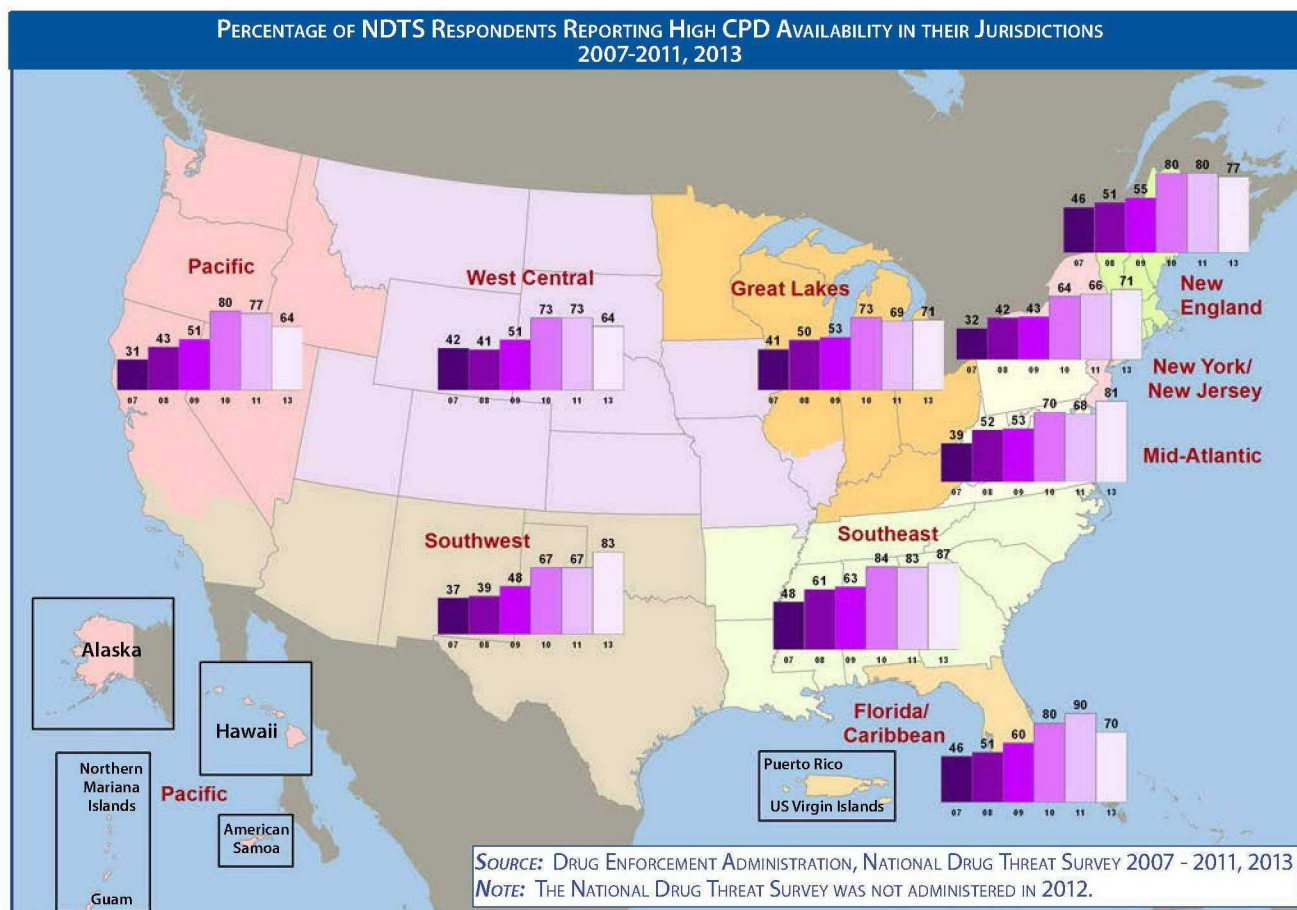 PERCENTAGE OF NDTS RESPONDENTS REPORTING HIGH CPD AVAILABILITY IN THEIR JURISDICTIONS
2007-2011, 2013
46 51 55 80 80 77
07 08 09 10 11 13
New
England
Pacific
31 43 51 80 77 64
07 08 09 10 11 13
West Central
42 41 51 73 73 64
07 08 09 10 11 13
Great Lakes
41 50 53 73 69 71
07 08 09 10 11 13
32 42 43 64 66 71
07 08 09 10 11 13
New York/
New Jersey
39 52 53 70 68 81
07 08 09 10 11 13
Mid-Atlantic
Southwest
37 39 48 67 67 83
07 08 09 10 11 13
Southeast
48 61 63 84 83 87
07 08 09 10 11 13
Florida/
Caribbean
46 51 60 80 90 70
07 08 09 10 11 13
Alaska
Hawaii
Northern
Mariana
Islands
Guam
Pacific
American
Samoa
Puerto Rico
US Virgin Islands
SOURCE: DRUG ENFORCEMENT ADMINISTRATION, NATIONAL DRUG THREAT SURVEY 2007 - 2011, 2013
NOTE: THE NATIONAL DRUG THREAT SURVEY WAS NOT ADMINISTERED IN 2012.